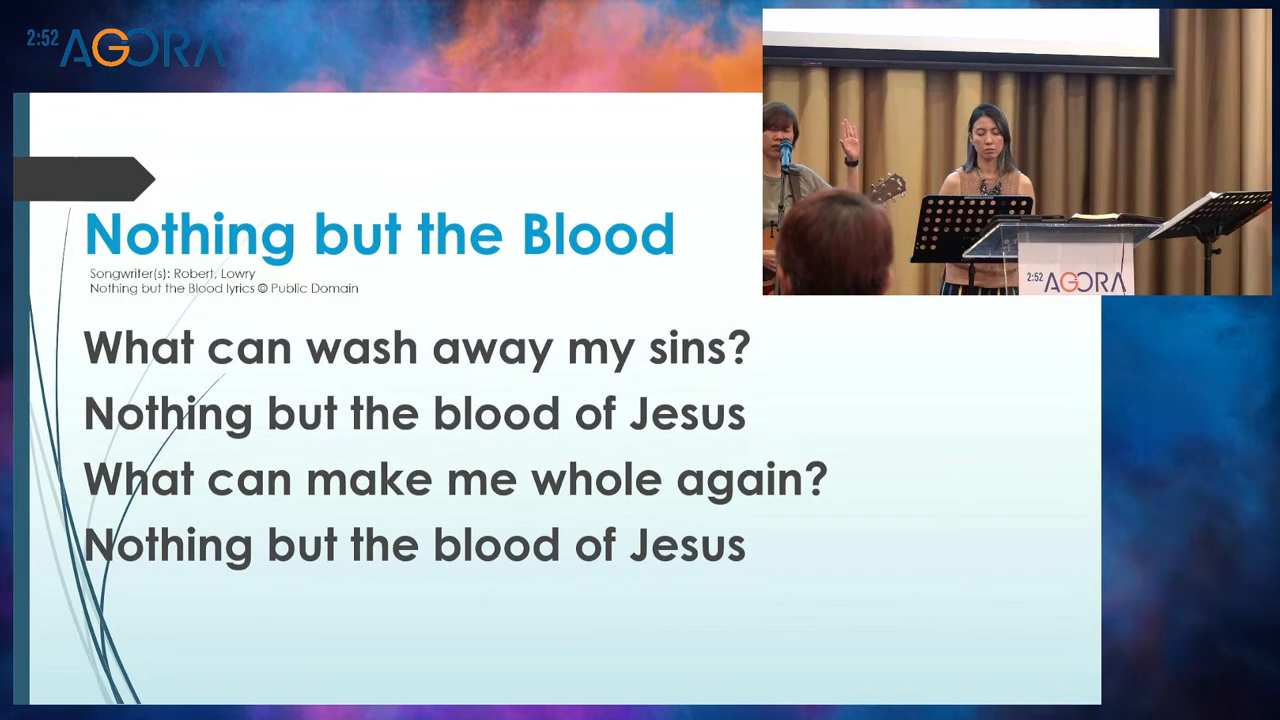 2:52 AGORA
Nothing but the Blood
Songwriter(s): Robert, Lowry
Nothing but the Blood lyrics © Public Domain
What can wash away my sins?
Nothing but the blood of Jesus
What can make me whole again?
Nothing but the blood of Jesus
2:52 AGORA